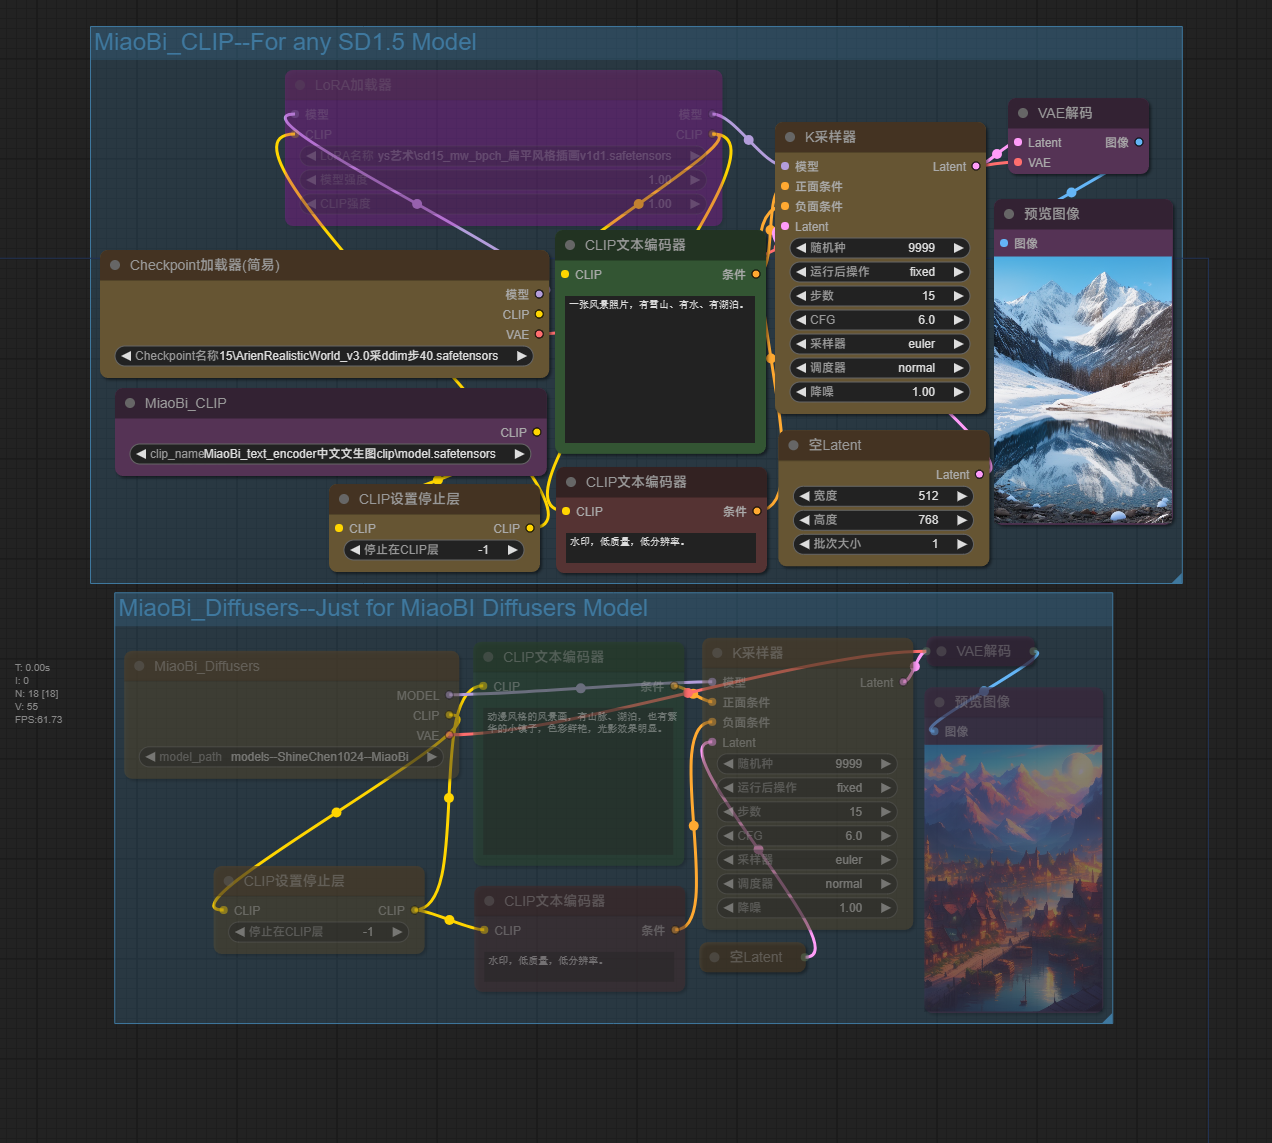 MiaoBi_CLIP--For any SD1.5 Model
LoRA加载器
模型 模型
CLIP CLIP
LoRA名称 ys艺术\sd15_mw_bpch_扁平风格插画v1d1.safetensors
模型强度 1.00
CLIP强度 1.00
Checkpoint加载器(简易)
模型
CLIP
VAE
Checkpoint名称15\ArienRealisticWorld_v3.0采ddim步40.safetensors
MiaoBi_CLIP
CLIP
clip_nameMiaoBi_text_encoder中文文生图clip\model.safetensors
CLIP设置停止层
CLIP CLIP
停止在CLIP层 -1
CLIP文本编码器
CLIP 条件
一张风景照片，有雪山、有水、有湖泊。
CLIP文本编码器
CLIP 条件
水印，低质量，低分辨率。
K采样器
模型 Latent
正面条件
负面条件
Latent
随机种 9999
运行后操作 fixed
步数 15
CFG 6.0
采样器 euler
调度器 normal
降噪 1.00
空Latent
Latent
宽度 512
高度 768
批次大小 1
VAE解码
Latent 图像
VAE
预览图像
图像
MiaoBi_Diffusers--Just for MiaoBI Diffusers Model
T: 0.00s
I: 0
N: 18 [18]
V: 55
FPS:61.73
MiaoBi_Diffusers
MODEL
CLIP
VAE
model_path models--ShineChen1024--MiaoBi
CLIP设置停止层
CLIP CLIP
停止在CLIP层 -1
CLIP文本编码器
CLIP 条件
动漫风格的风景画，有山脉、湖泊，也有繁
华的小镇子，色彩鲜艳，光影效果明显。
CLIP文本编码器
CLIP 条件
水印，低质量，低分辨率。
K采样器
模型 Latent
正面条件
负面条件
Latent
随机种 9999
运行后操作 fixed
步数 15
CFG 6.0
采样器 euler
调度器 normal
降噪 1.00
空Latent
VAE解码
预览图像
图像